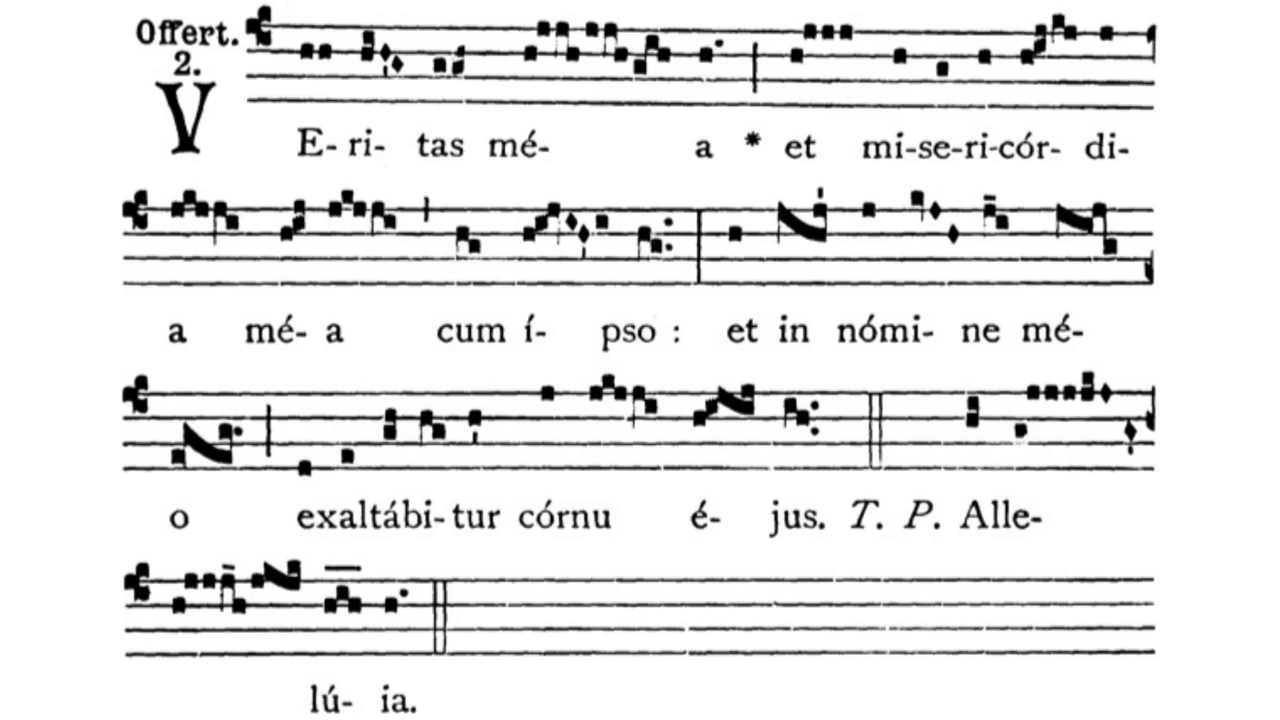 Offert.
2.
VE- ri- tas mé- a * et mi-se-ri-cór- di-
a mé- a cum í- pso : et in nómi- ne mé-
o exaltábi- tur córnu é- jus. T. P. Alle-
lú- ia.